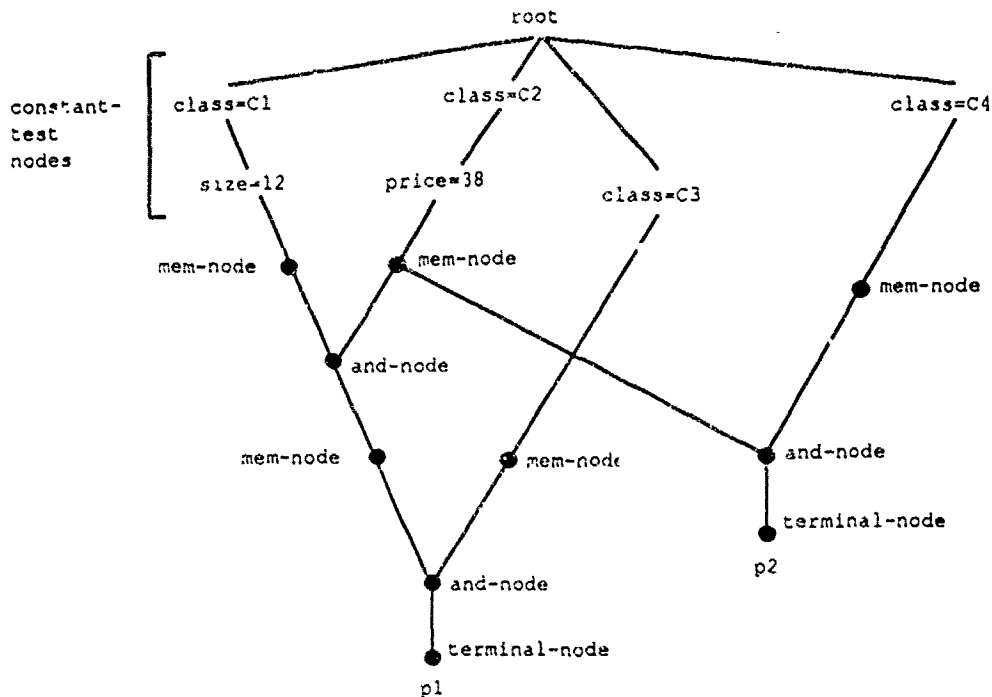 root
constant-
test
nodes
class=C1
class=C2
class=C4
size=12
price=38
class=C3
mem-node
mem-node
mem-node
and-node
mem-node
mem-node
and-node
terminal-node
p2
and-node
terminal-node
p1